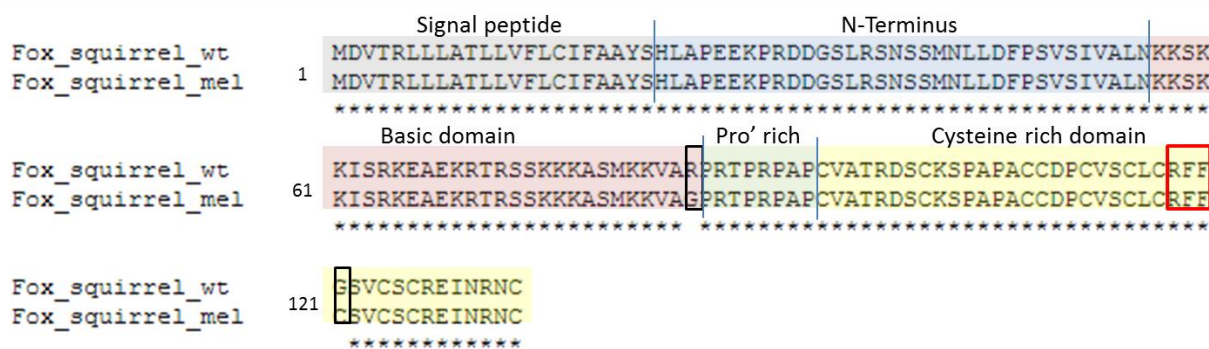 Signal peptide N-Terminus
Fox_squirrel_wt MDVTRLLLATLLVFLCIFAAYSHLAPEEKPRDDGSLRSNSSMNLLDFPSVSIVALNKKSK
1
Fox_squirrel_mel MDVTRLLLATLLVFLCIFAAYSHLAPEEKPRDDGSLRSNSSMNLLDFPSVSIVALNKKSK
************************************************************
Basic domain Pro' rich Cysteine rich domain
Fox_squirrel_wt KISRKEAEKRTRSSKKKASMKKVARPRTPRPAPCVATRDSCKSPAPACCDPCVSCLCRFF
61
Fox_squirrel_mel KISRKEAEKRTRSSKKKASMKKVAGPRTPRPAPCVATRDSCKSPAPACCDPCVSCLCRFF
************************ ***********************************
Fox_squirrel_wt GSVCSCREINRNC
121
Fox_squirrel_mel CSVCSCREINRNC
************